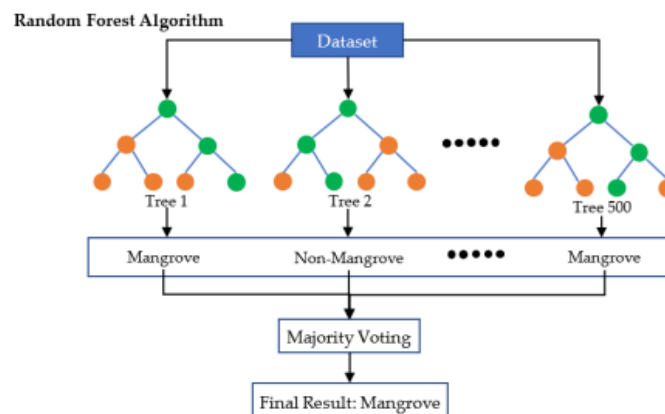 Random Forest Algorithm
Dataset
Tree 1
Tree 2
Tree 500
Mangrove
Non-Mangrove
Mangrove
Majority Voting
Final Result: Mangrove